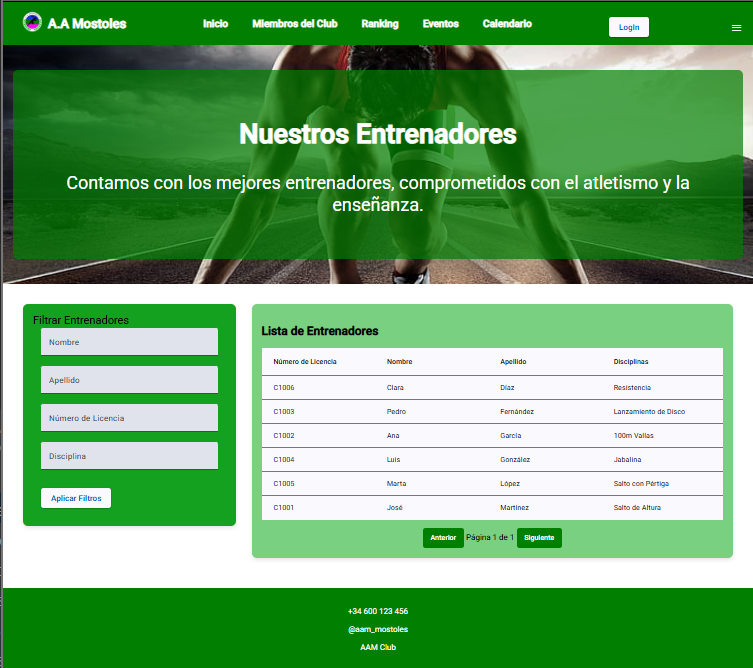 A.A Mostoles
Inicio Miembros del Club Ranking Eventos Calendario
LogIn
Nuestros Entrenadores
Contamos con los mejores entrenadores, comprometidos con el atletismo y la
enseñanza.
Filtrar Entrenadores
Nombre
Apellido
Número de Licencia
Disciplina
Aplicar Filtros
Lista de Entrenadores
Número de Licencia Nombre Apellido Disciplinas
C1006 Clara Díaz Resistencia
C1003 Pedro Fernández Lanzamiento de Disco
C1002 Ana García 100m Vallas
C1004 Luis González Jabalina
C1005 Marta López Salto con Pértiga
C1001 José Martínez Salto de Altura
Anterior Página 1 de 1 Siguiente
+34 600 123 456
@aam_mostoles
AAM Club